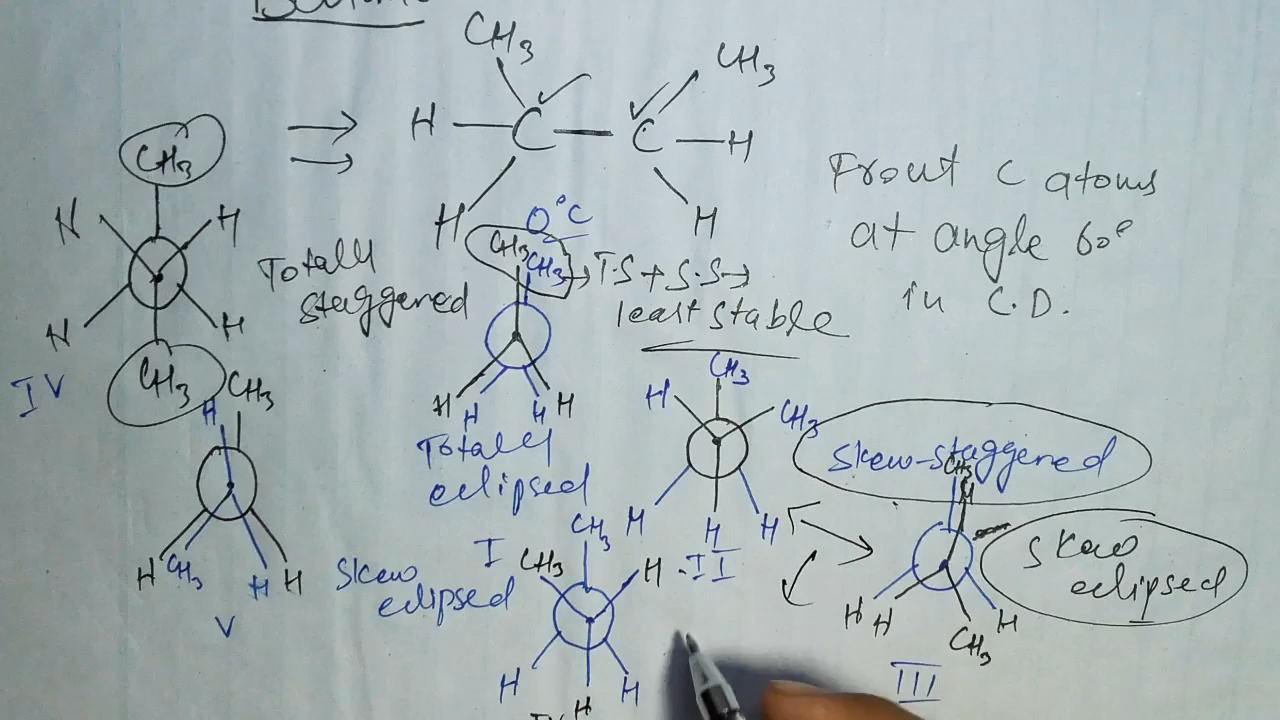 CH3
CH3
H C C H
H H
Front C atoms
at angle 60°
in C.D.
CH3
H H
H H
CH3
IV
Totally
staggered
0°C
CH3
CH3
T.S + S.S →
least stable
H H H H
Totally
eclipsed
I
CH3
H CH3
H H H
II
Skew-staggered
CH3
H
H H CH3 H
III
Skew
eclipsed
CH3
H
H CH3 H H
V
Skew
eclipsed
CH3
CH3 H
H H H